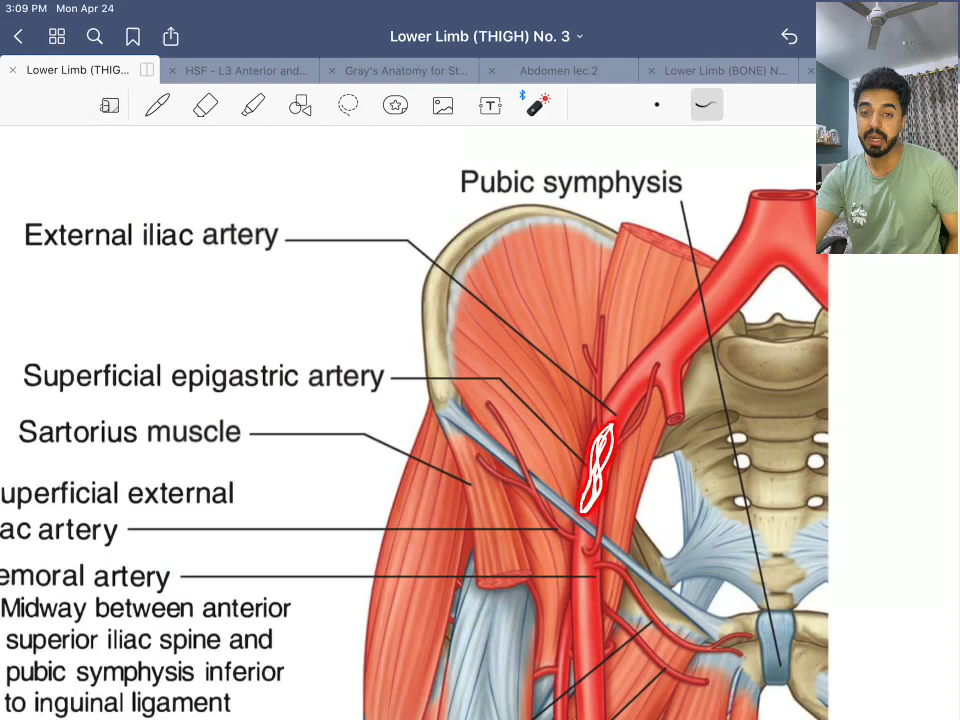 3:09 PM Mon Apr 24
Lower Limb (THIGH) No. 3
Lower Limb (THIG...
HSF - L3 Anterior and...
Gray's Anatomy for St...
Abdomen lec.2
Lower Limb (BONE) N...
T
Pubic symphysis
External iliac artery
Superficial epigastric artery
Sartorius muscle
uperficial external
ac artery
emoral artery
Midway between anterior
superior iliac spine and
pubic symphysis inferior
to inguinal ligament